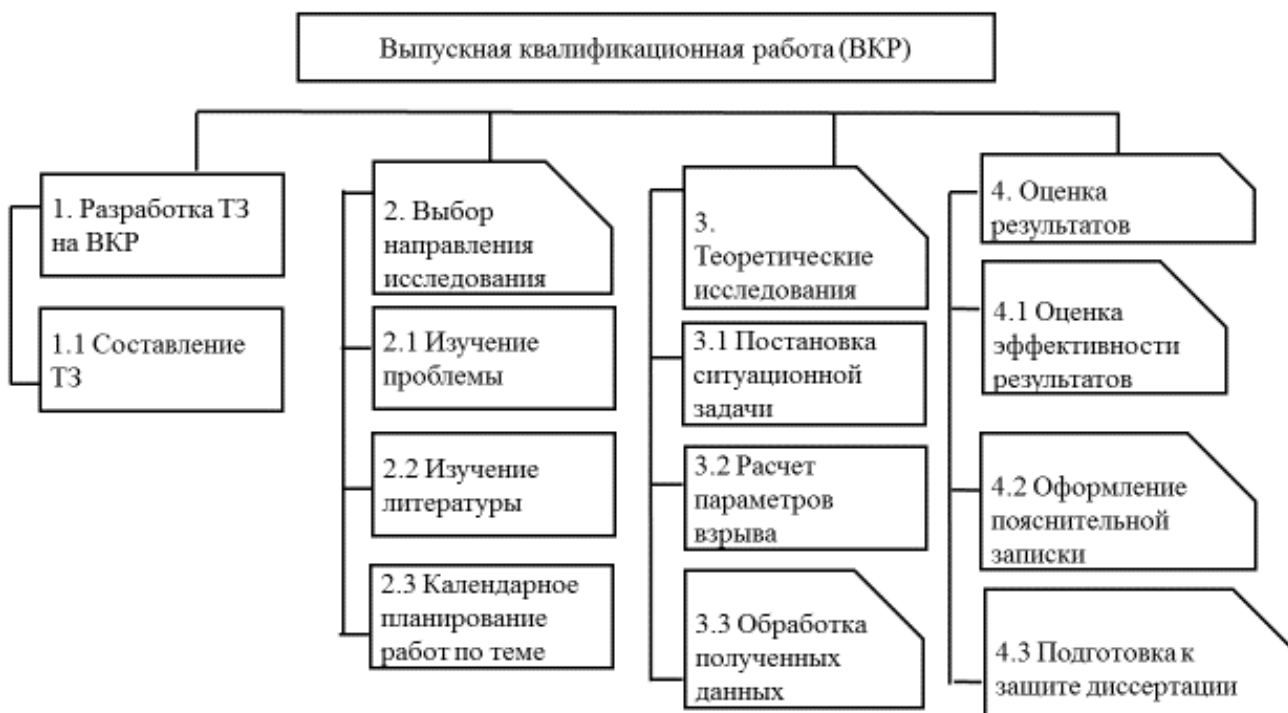 Выпускная квалификационная работа (ВКР)
1. Разработка ТЗ
на ВКР
1.1 Составление
ТЗ
2. Выбор
направления
исследования
2.1 Изучение
проблемы
2.2 Изучение
литературы
2.3 Календарное
планирование
работ по теме
3.
Теоретические
исследования
3.1 Постановка
ситуационной
задачи
3.2 Расчет
параметров
взрыва
3.3 Обработка
полученных
данных
4. Оценка
результатов
4.1 Оценка
эффективности
результатов
4.2 Оформление
пояснительной
записки
4.3 Подготовка к
защите диссертации